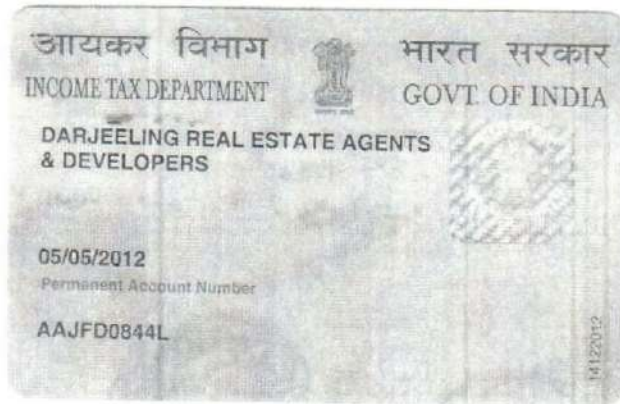 आयकर विभाग
भारत सरकार
INCOME TAX DEPARTMENT
GOVT. OF INDIA
DARJEELING REAL ESTATE AGENTS
& DEVELOPERS
05/05/2012
Permanent Account Number
AAJFD0844L
14122012